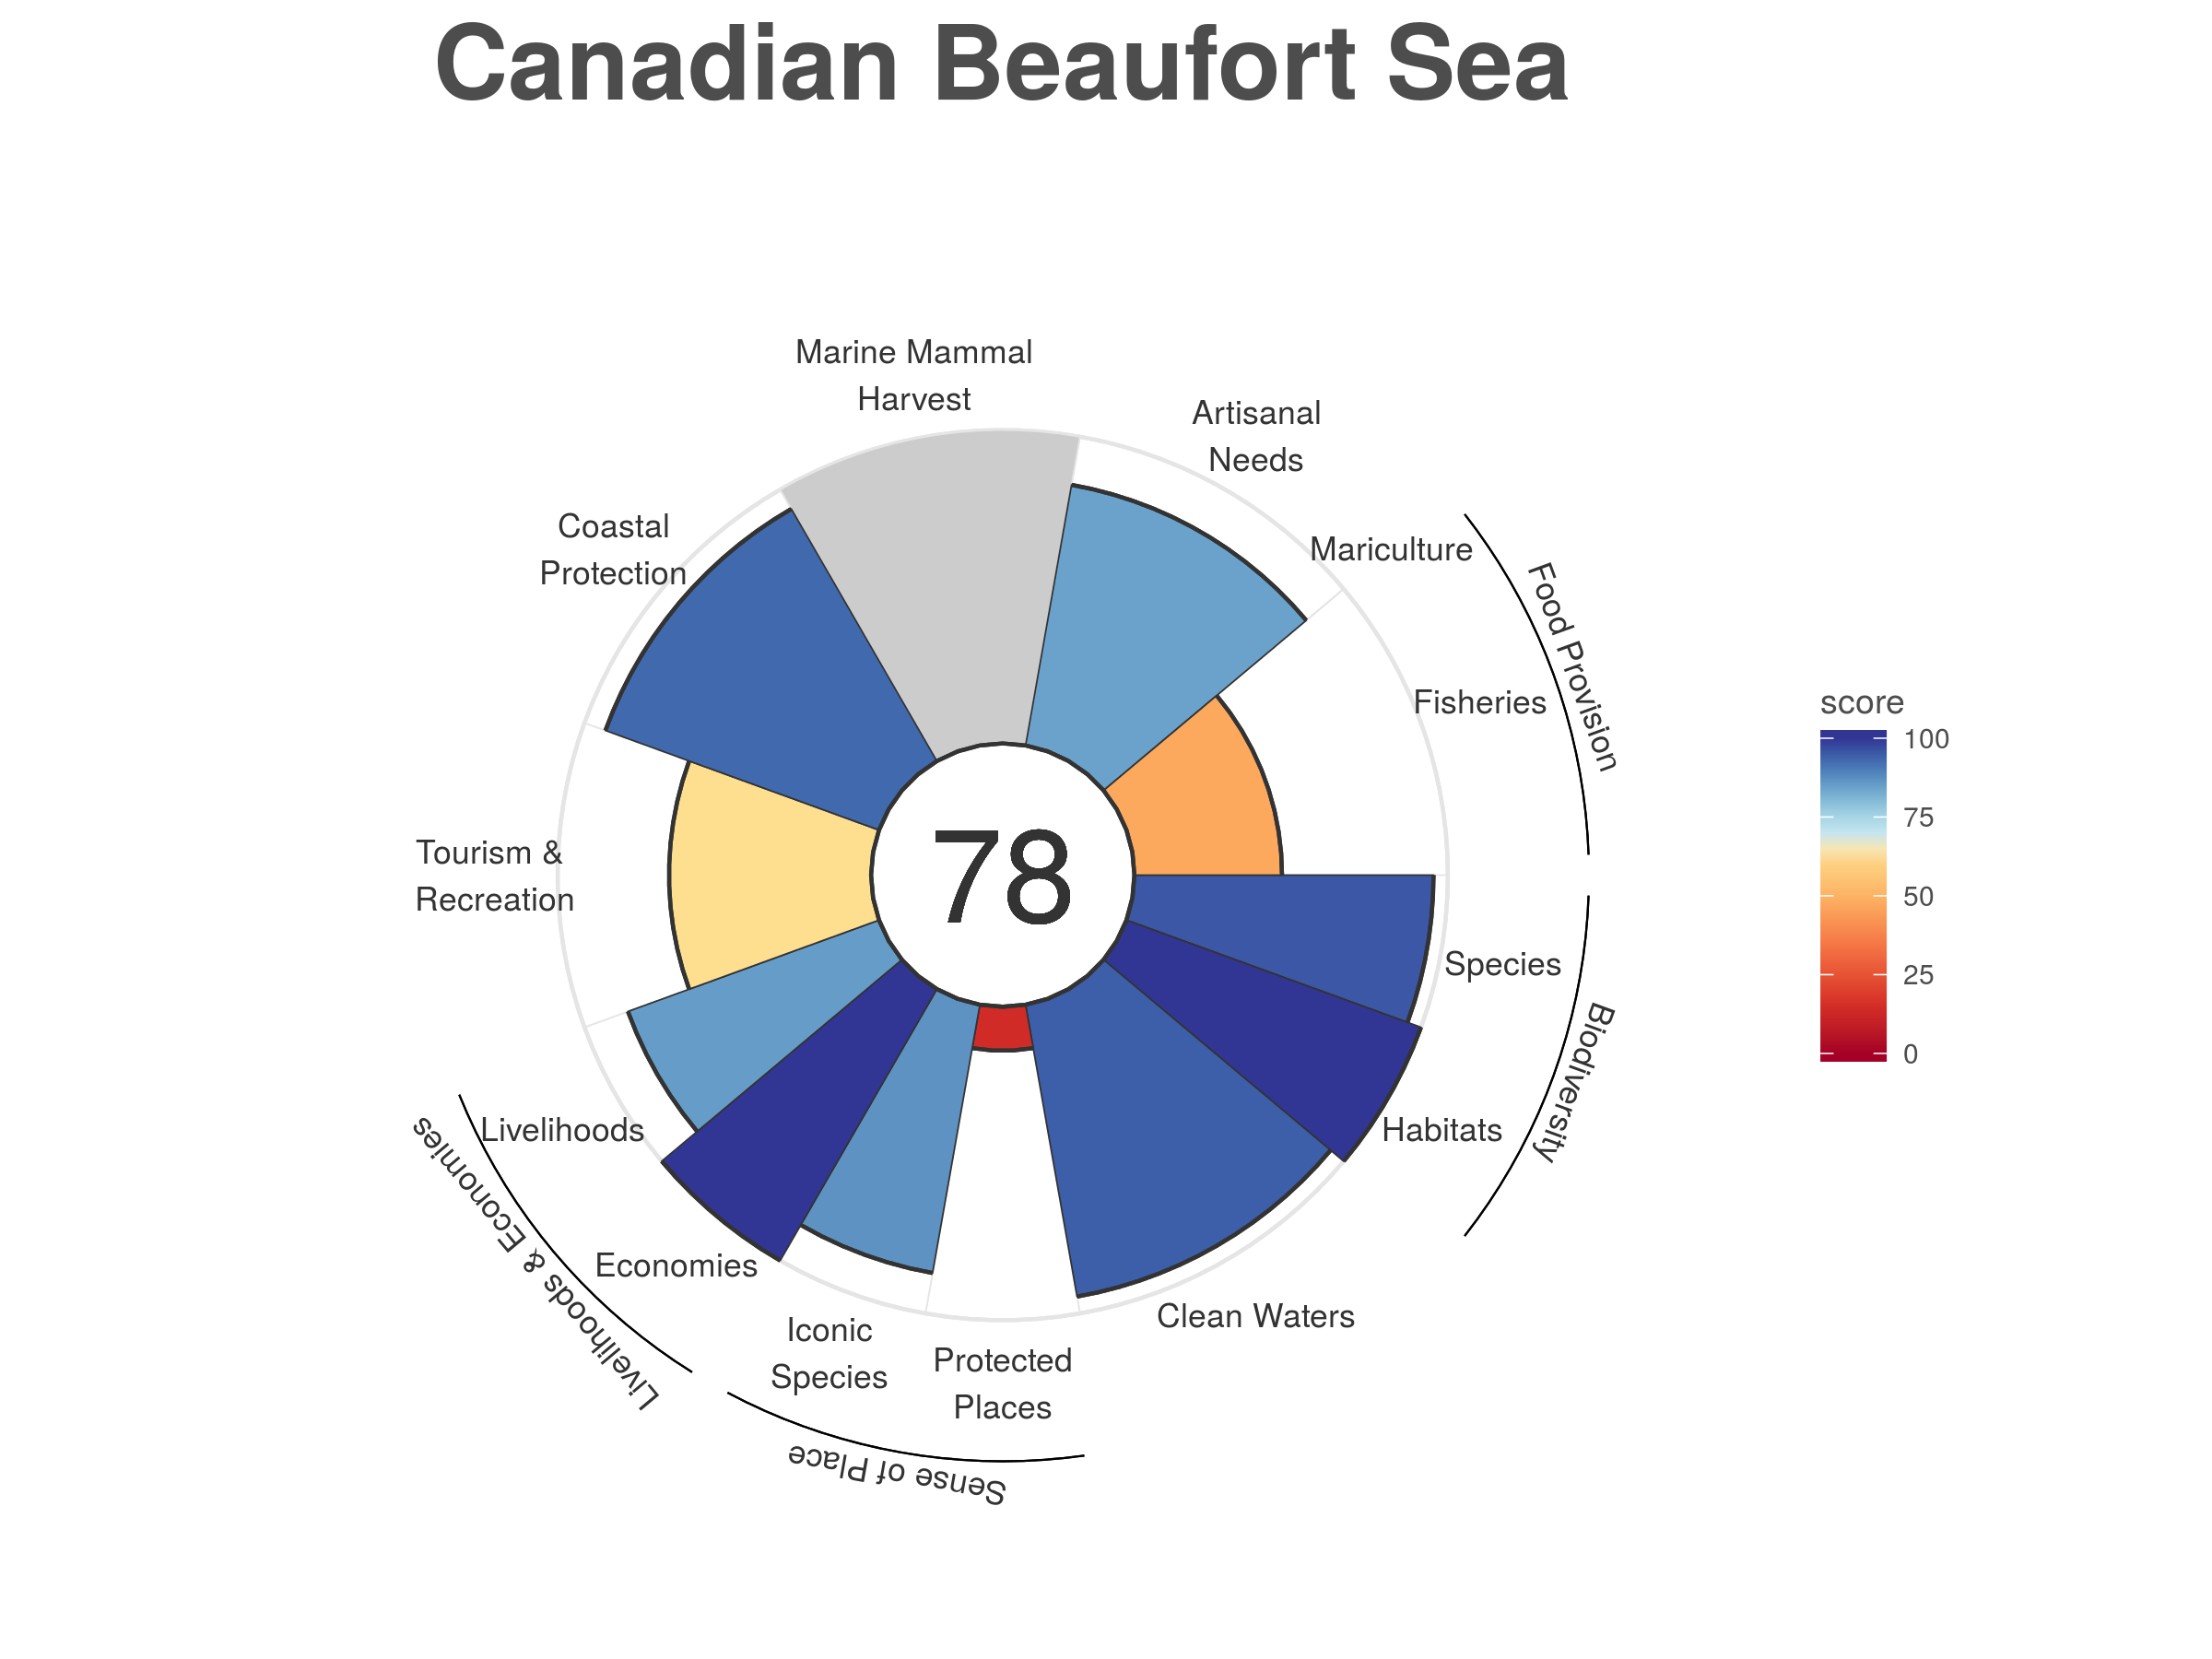 Canadian Beaufort Sea
Marine Mammal
Harvest
Artisanal
Needs
Coastal
Protection
Mariculture
Food Provision
Fisheries
score
100
75
50
25
0
78
Tourism &
Recreation
Species
Biodiversity
Habitats
Livelihoods
Livelihoods & Economies
Economies
Clean Waters
Iconic
Species
Protected
Places
Sense of Place